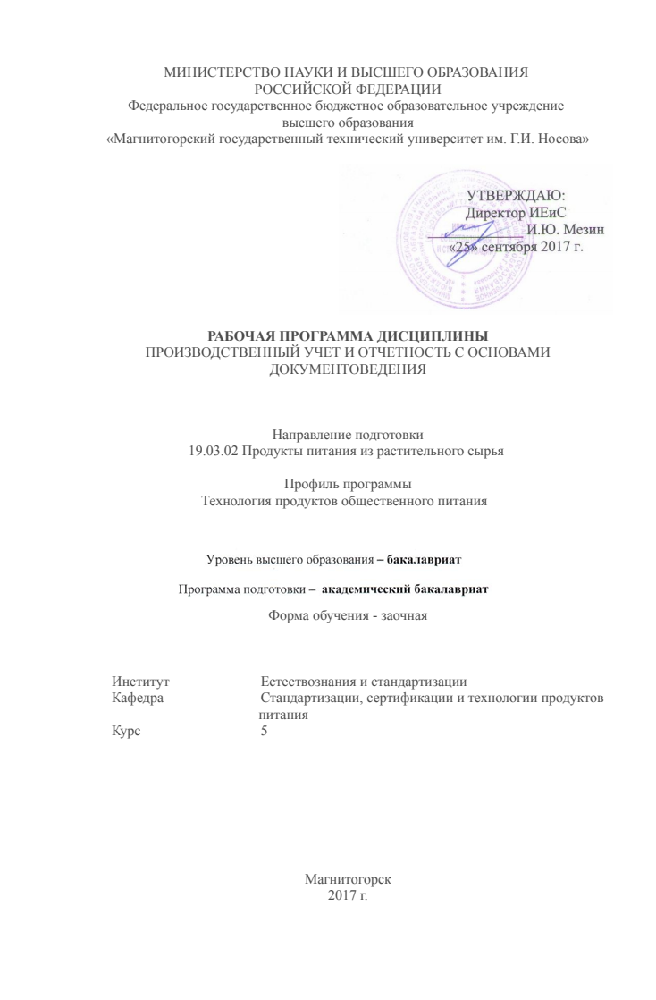 МИНИСТЕРСТВО НАУКИ И ВЫСШЕГО ОБРАЗОВАНИЯ
РОССИЙСКОЙ ФЕДЕРАЦИИ
Федеральное государственное бюджетное образовательное учреждение
высшего образования
«Магнитогорский государственный технический университет им. Г.И. Носова»
УТВЕРЖДАЮ:
Директор ИЕиС
И.Ю. Мезин
«25» сентября 2017 г.
РАБОЧАЯ ПРОГРАММА ДИСЦИПЛИНЫ
ПРОИЗВОДСТВЕННЫЙ УЧЕТ И ОТЧЕТНОСТЬ С ОСНОВАМИ
ДОКУМЕНТОВЕДЕНИЯ
Направление подготовки
19.03.02 Продукты питания из растительного сырья
Профиль программы
Технология продуктов общественного питания
Уровень высшего образования – бакалавриат
Программа подготовки – академический бакалавриат
Форма обучения - заочная
Институт Естествознания и стандартизации
Кафедра Стандартизации, сертификации и технологии продуктов
питания
Курс 5
Магнитогорск
2017 г.